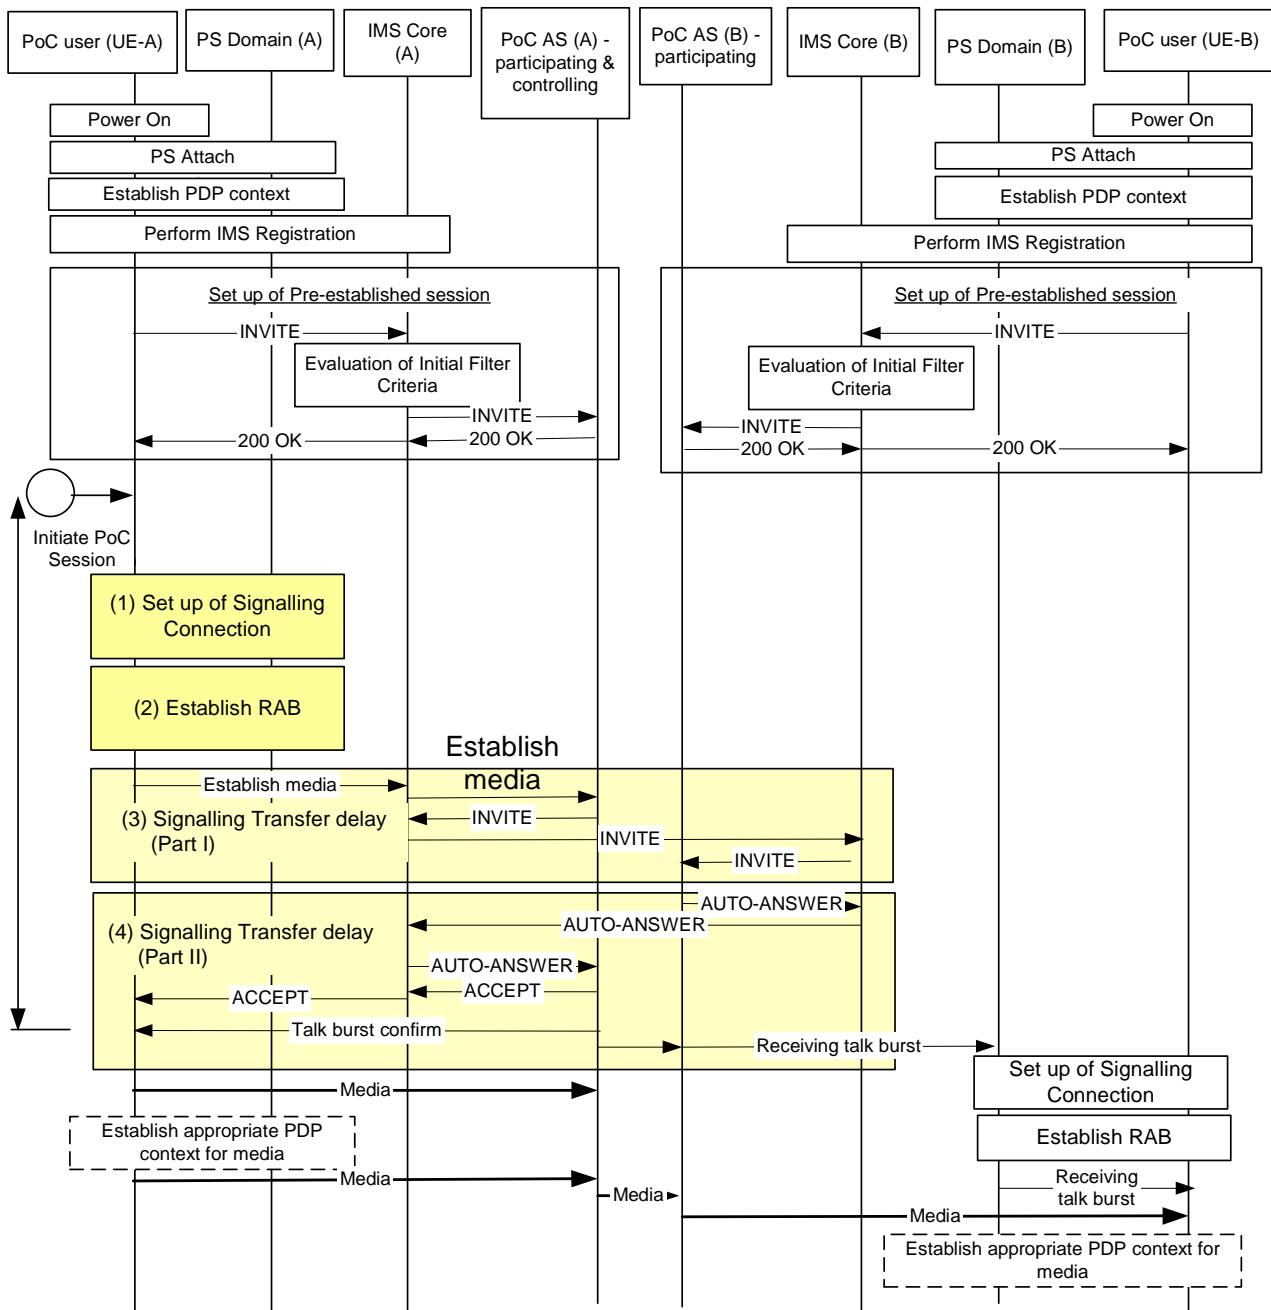 PoC user (UE-A)
PS Domain (A)
IMS Core
(A)
PoC AS (A) -
participating &
controlling
PoC AS (B) -
participating
IMS Core (B)
PS Domain (B)
PoC user (UE-B)
Power On
Power On
PS Attach
PS Attach
Establish PDP context
Establish PDP context
Perform IMS Registration
Perform IMS Registration
Set up of Pre-established session
Set up of Pre-established session
INVITE
INVITE
Evaluation of Initial Filter
Criteria
Evaluation of Initial Filter
Criteria
INVITE
INVITE
200 OK
200 OK
200 OK
200 OK
Initiate PoC
Session
(1) Set up of Signalling
Connection
(2) Establish RAB
Establish
media
Establish media
(3) Signalling Transfer delay
(Part I)
INVITE
INVITE
INVITE
AUTO-ANSWER
AUTO-ANSWER
(4) Signalling Transfer delay
(Part II)
AUTO-ANSWER
ACCEPT
ACCEPT
Talk burst confirm
Receiving talk burst
Set up of Signalling
Connection
Media
Establish appropriate PDP
context for media
Establish RAB
Media
Media
Receiving
talk burst
Media
Establish appropriate PDP context for
media